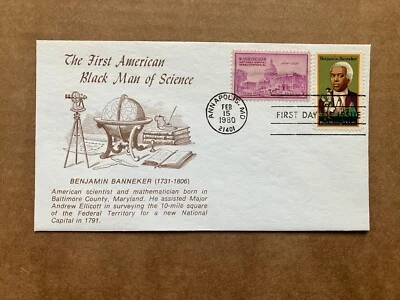 The First American
Black Man of Science
BENJAMIN BANNEKER (1731-1806)
American scientist and mathematician born in
Baltimore County, Maryland. He assisted Major
Andrew Ellicott in surveying the 10-mile square
of the Federal Territory for a new National
Capital in 1791.
ANNAPOLIS, MD
FEB
15
1980
21401
Benjamin Banneker
FIRST DAY OF ISSUE